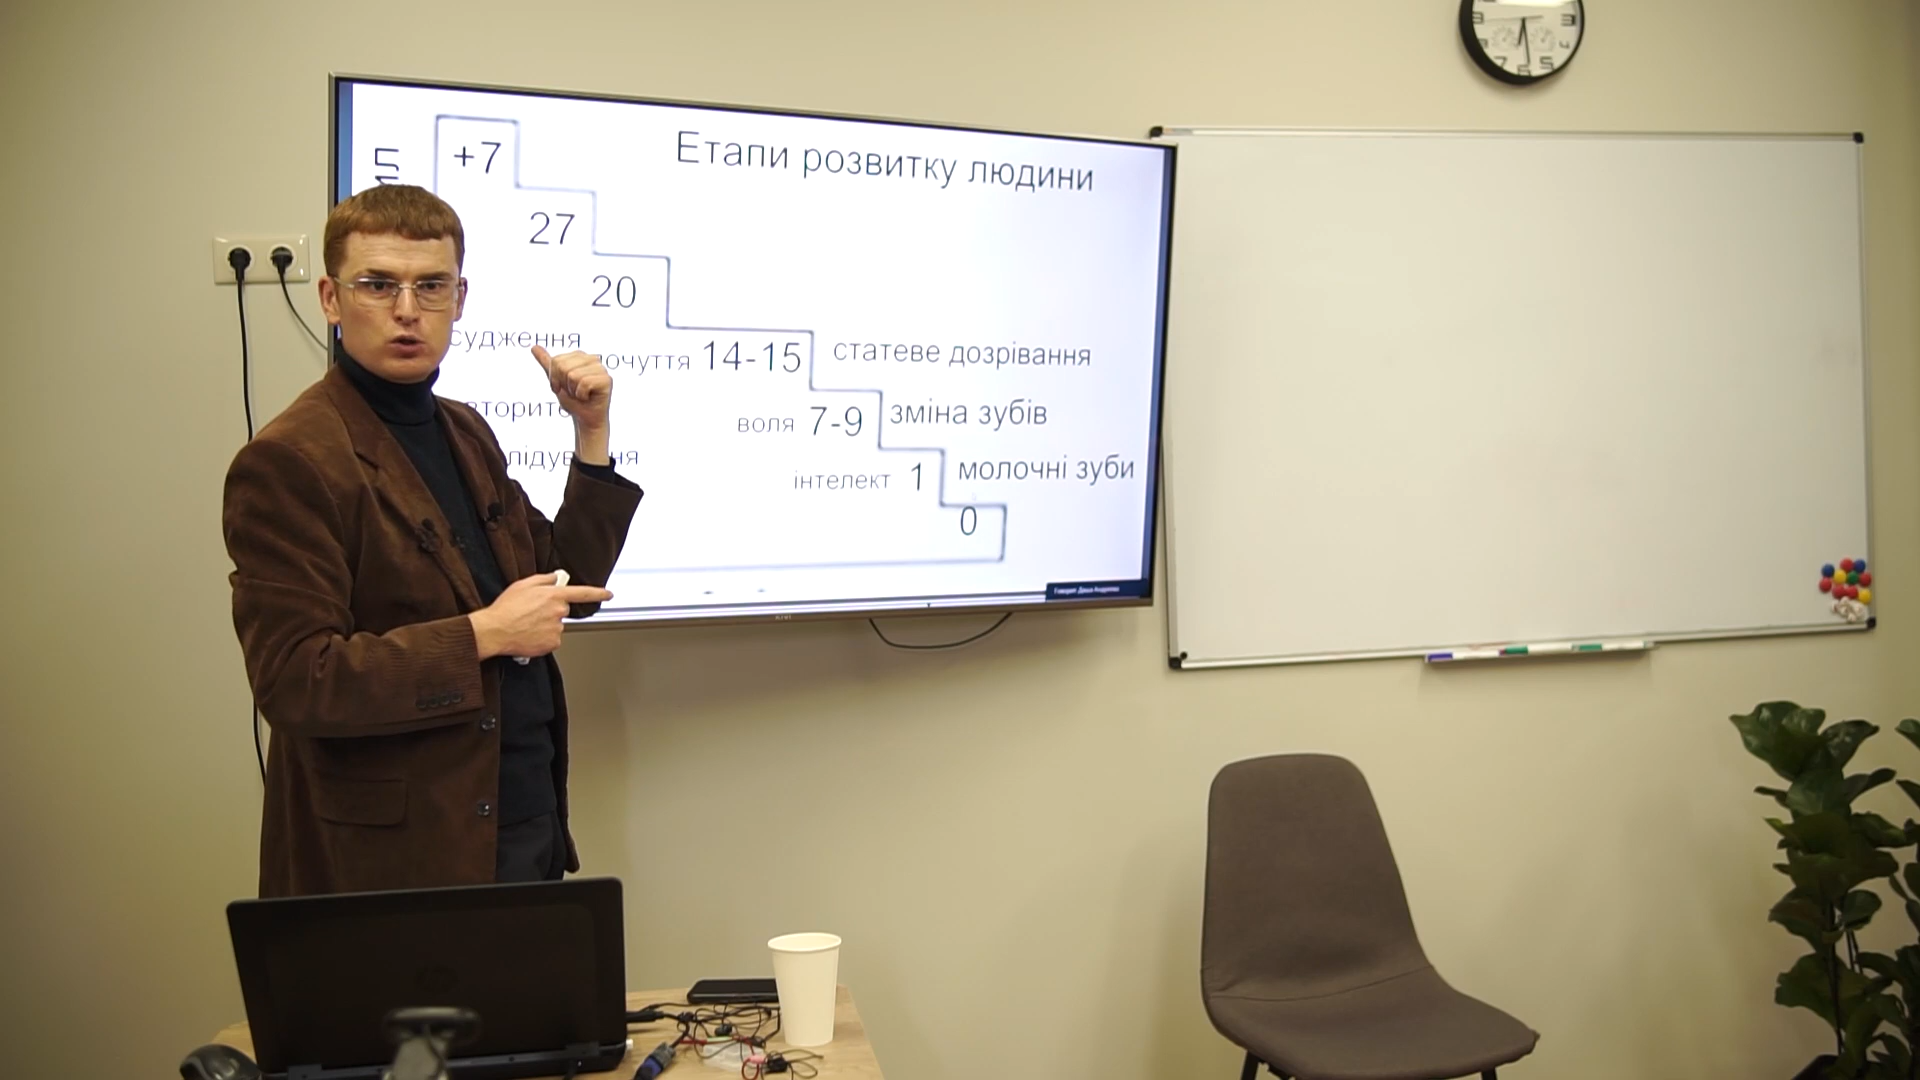 Етапи розвитку людини
+7
27
20
судження
почуття 14-15 статеве дозрівання
воля 7-9 зміна зубів
інтелект 1 молочні зуби
0